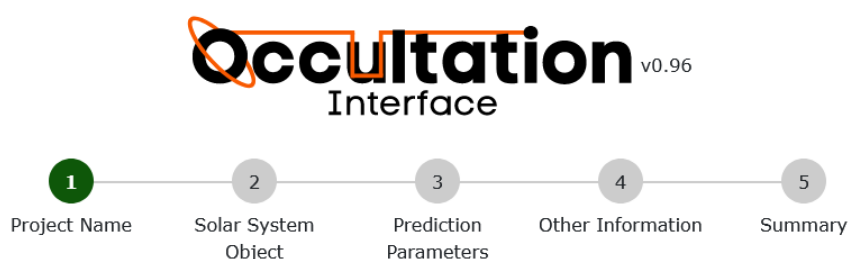 Occultation
v0.96
Interface
1
2
3
4
5
Project Name
Solar System
Object
Prediction
Parameters
Other Information
Summary